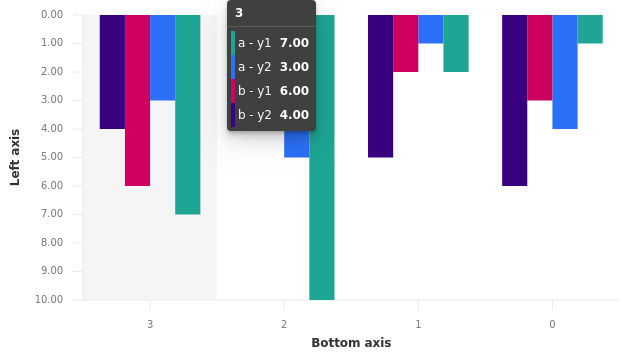 3
a - y1 7.00
a - y2 3.00
b - y1 6.00
b - y2 4.00
0.00
1.00
2.00
3.00
4.00
5.00
6.00
7.00
8.00
9.00
10.00
Left axis
3 2 1 0
Bottom axis